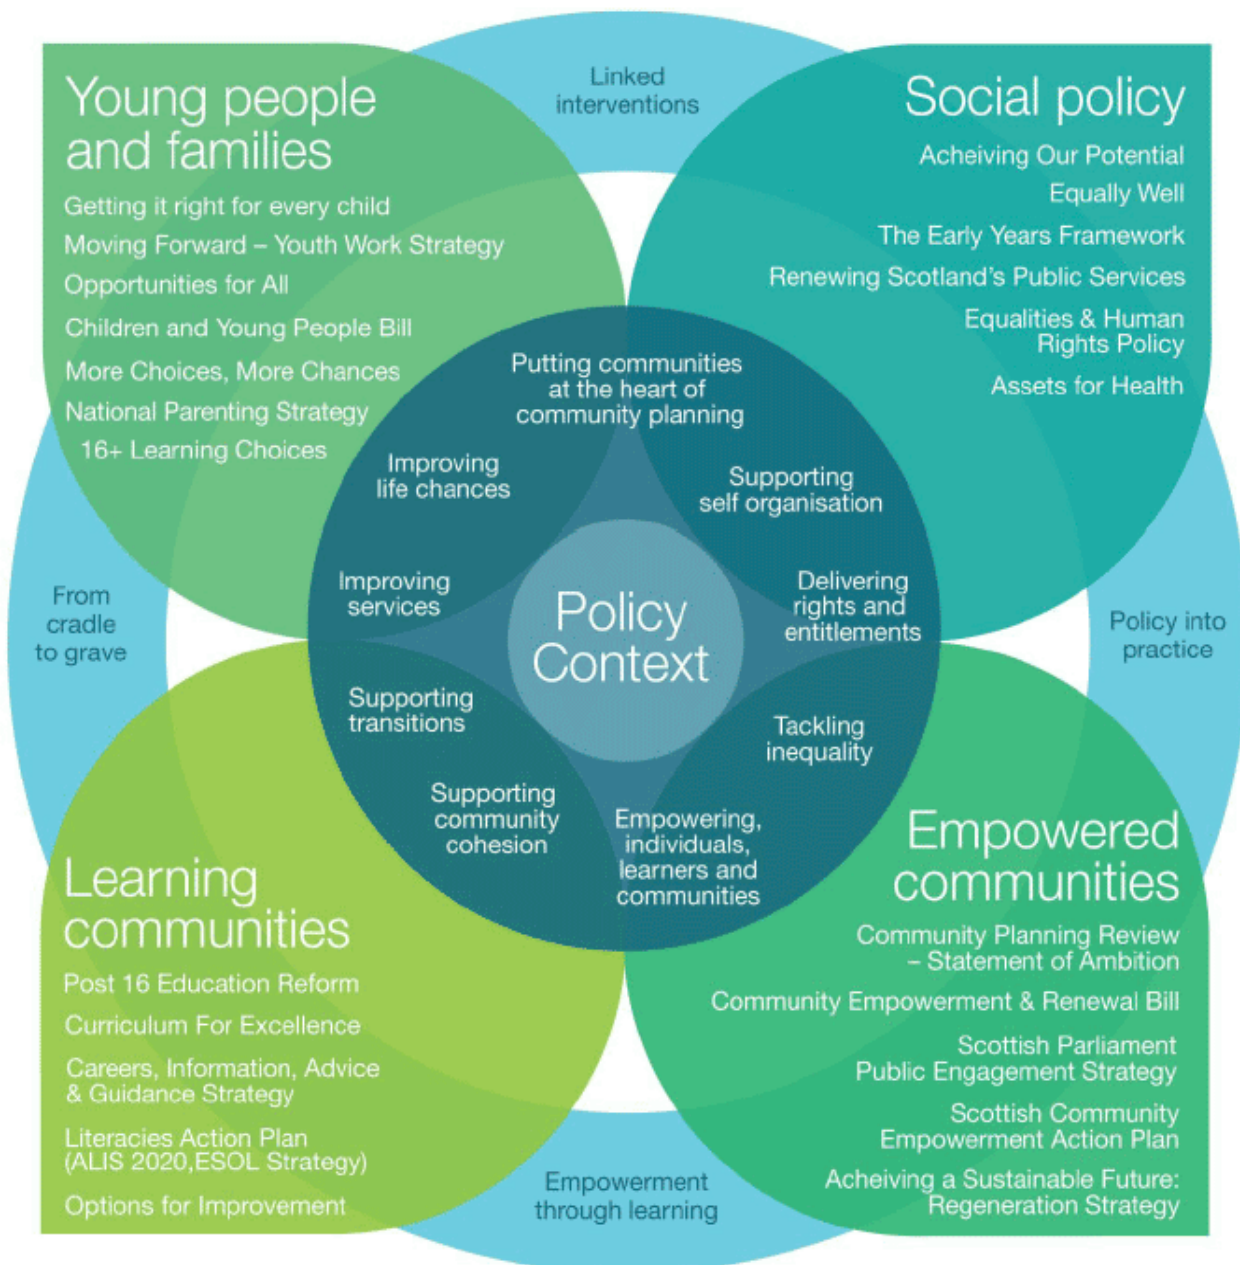 Linked
interventions
Young people
and families
Getting it right for every child
Moving Forward – Youth Work Strategy
Opportunities for All
Children and Young People Bill
More Choices, More Chances
National Parenting Strategy
16+ Learning Choices
Social policy
Acheiving Our Potential
Equally Well
The Early Years Framework
Renewing Scotland's Public Services
Equalities & Human
Rights Policy
Assets for Health
Putting communities
at the heart of
community planning
Improving
life chances
Supporting
self organisation
Improving
services
Delivering
rights and
entitlements
From
cradle
to grave
Policy
Context
Policy into
practice
Supporting
transitions
Tackling
inequality
Supporting
community
cohesion
Empowering,
individuals,
learners and
communities
Learning
communities
Post 16 Education Reform
Curriculum For Excellence
Careers, Information, Advice
& Guidance Strategy
Literacies Action Plan
(ALIS 2020,ESOL Strategy)
Options for Improvement
Empowered
communities
Community Planning Review
– Statement of Ambition
Community Empowerment & Renewal Bill
Scottish Parliament
Public Engagement Strategy
Scottish Community
Empowerment Action Plan
Acheiving a Sustainable Future:
Regeneration Strategy
Empowerment
through learning